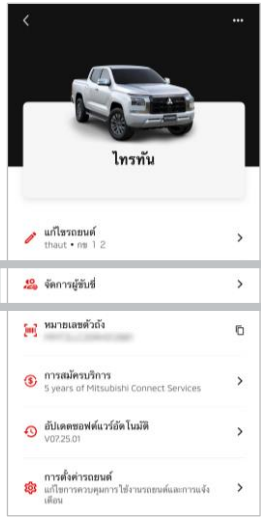 ไทรทัน
แก้ไขรถยนต์
thaut • กข 1 2
จัดการผู้ขับขี่
หมายเลขตัวถัง
การสมัครบริการ
5 years of Mitsubishi Connect Services
อัปเดตซอฟต์แวร์อัตโนมัติ
V07.25.01
การตั้งค่ารถยนต์
แก้ไขการควบคุมการใช้งานรถยนต์และการแจ้ง
เตือน